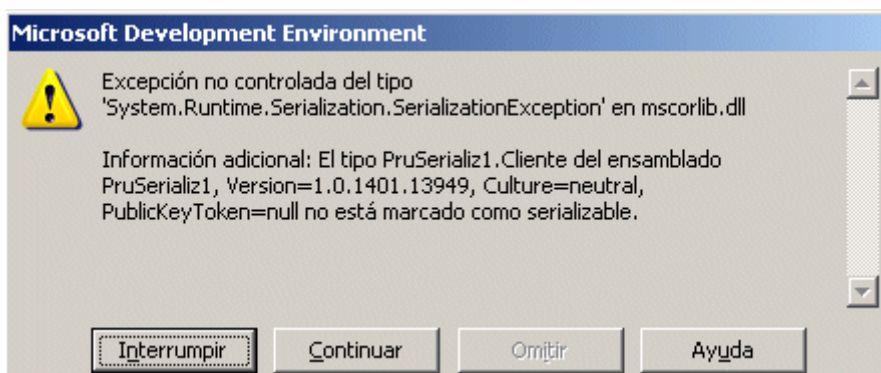 Microsoft Development Environment
Excepción no controlada del tipo
'System.Runtime.Serialization.SerializationException' en mscorlib.dll
Información adicional: El tipo PruSerializ1.Cliente del ensamblado
PruSerializ1, Version=1.0.1401.13949, Culture=neutral,
PublicKeyToken=null no está marcado como serializable.
Interrumpir Continuar Omitir Ayuda